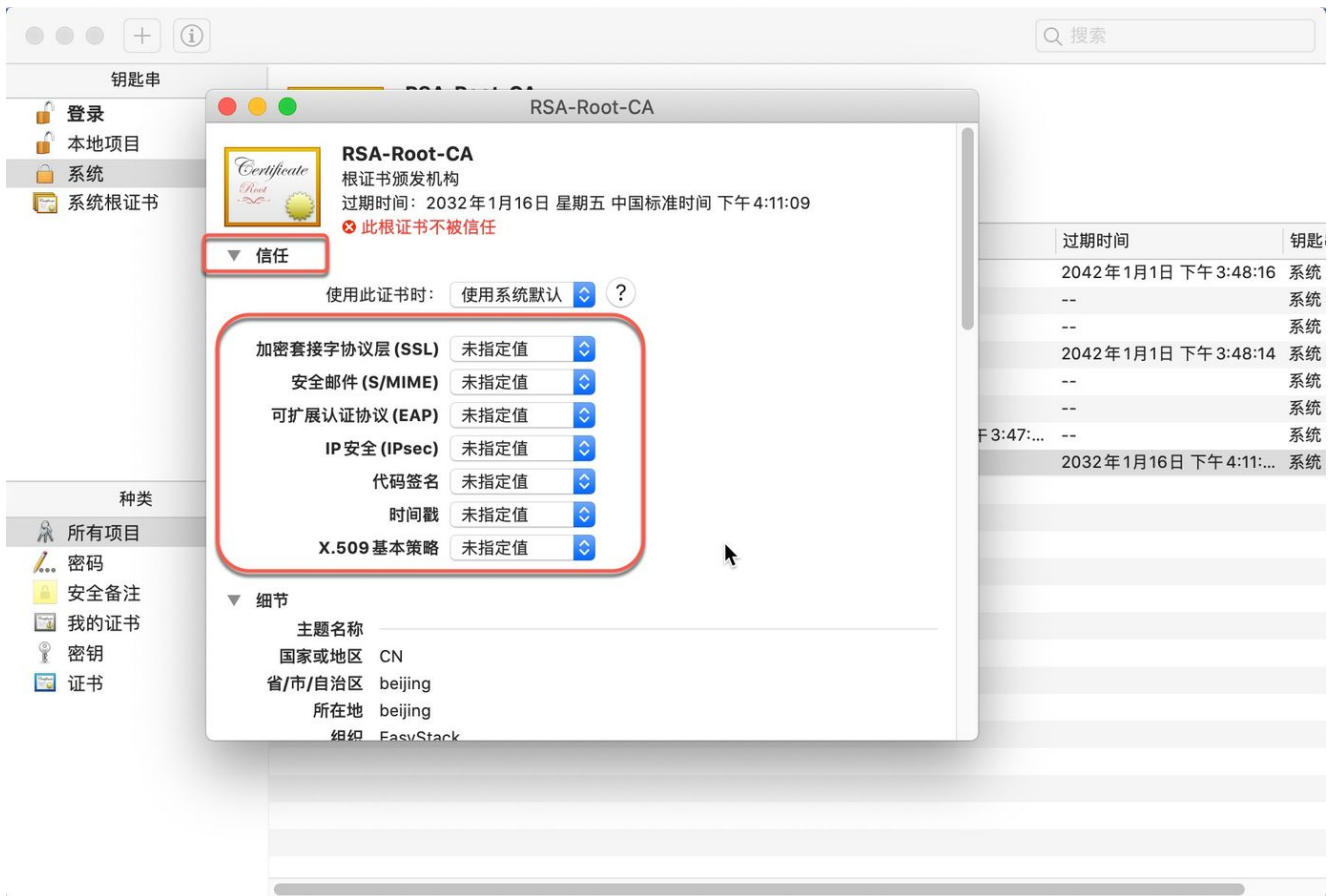 搜索
钥匙串
登录
本地项目
系统
系统根证书
种类
所有项目
密码
安全备注
我的证书
密钥
证书
RSA-Root-CA
RSA-Root-CA
根证书颁发机构
过期时间：2032年1月16日 星期五 中国标准时间 下午4:11:09
此根证书不被信任
信任
使用此证书时： 使用系统默认 ?
加密套接字协议层 (SSL) 未指定值
安全邮件 (S/MIME) 未指定值
可扩展认证协议 (EAP) 未指定值
IP 安全 (IPsec) 未指定值
代码签名 未指定值
时间戳 未指定值
X.509 基本策略 未指定值
细节
主题名称
国家或地区 CN
省/市/自治区 beijing
所在地 beijing
组织 EasyStack
过期时间 钥匙
2042年1月1日 下午3:48:16 系统
-- 系统
-- 系统
2042年1月1日 下午3:48:14 系统
-- 系统
-- 系统
午3:47:... -- 系统
2032年1月16日 下午4:11:... 系统